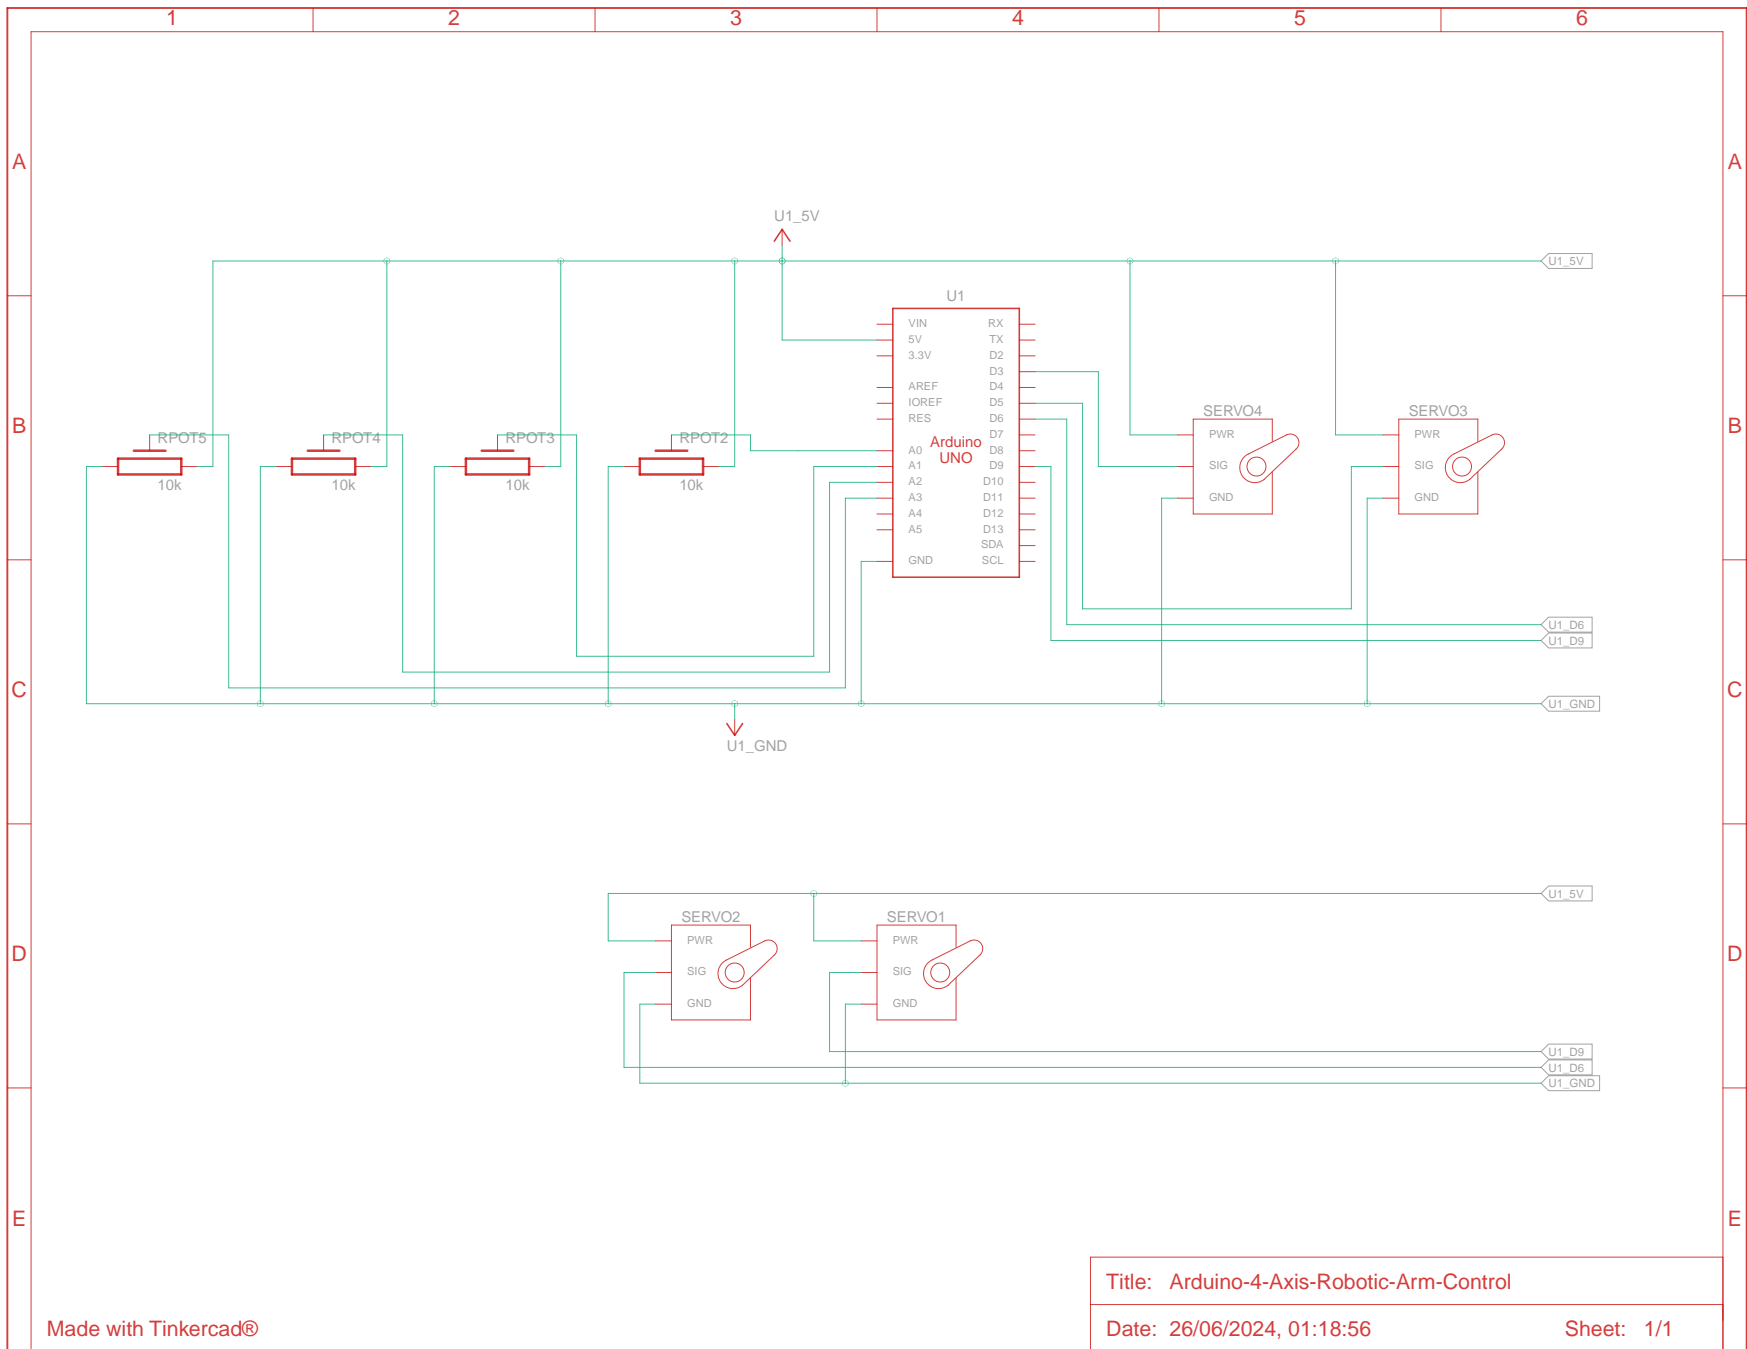 1 2 3 4 5 6
A A
U1_5V
U1_5V
U1
VIN RX
5V TX
3.3V D2
D3
AREF D4
IOREF D5
RES D6
D7
A0 D8
A1 D9
A2 D10
A3 D11
A4 D12
A5 D13
SDA
GND SCL
Arduino
UNO
B B
RPOT5 RPOT4 RPOT3 RPOT2
10k 10k 10k 10k
SERVO4 SERVO3
PWR PWR
SIG SIG
GND GND
U1_D6
U1_D9
C C
U1_GND
U1_GND
U1_5V
SERVO2 SERVO1
PWR PWR
D D
SIG SIG
GND GND
U1_D9
U1_D6
U1_GND
E E
Title: Arduino-4-Axis-Robotic-Arm-Control
Made with Tinkercad®
Date: 26/06/2024, 01:18:56 Sheet: 1/1